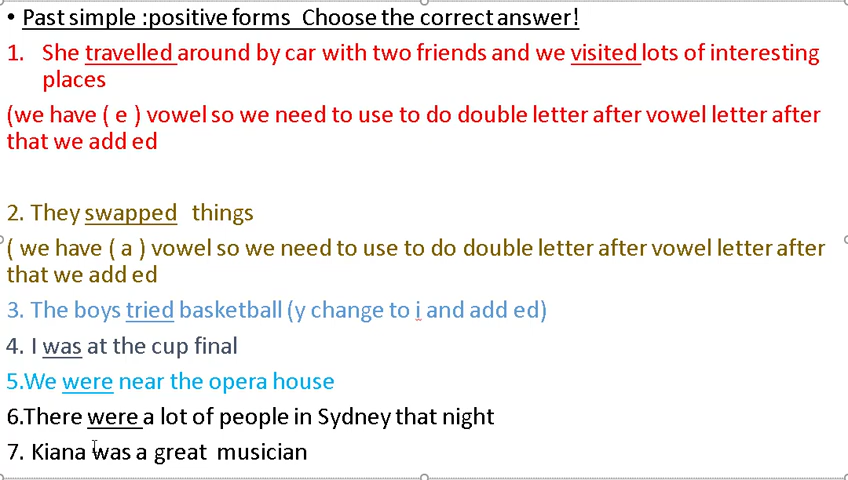 • Past simple :positive forms Choose the correct answer!
1. She travelled around by car with two friends and we visited lots of interesting
places
(we have ( e ) vowel so we need to use to do double letter after vowel letter after
that we add ed
2. They swapped things
( we have ( a ) vowel so we need to use to do double letter after vowel letter after
that we add ed
3. The boys tried basketball (y change to i and add ed)
4. I was at the cup final
5.We were near the opera house
6.There were a lot of people in Sydney that night
7. Kiana was a great musician